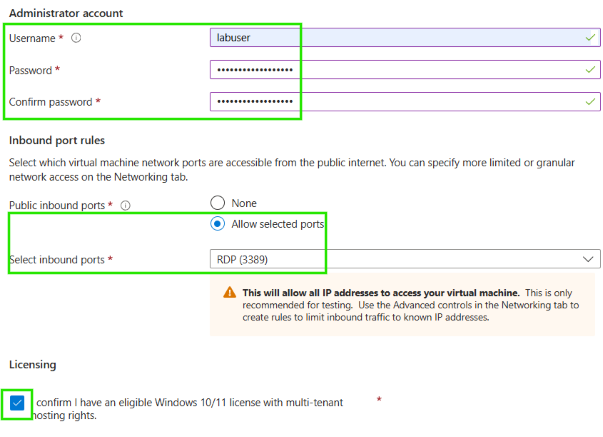 Administrator account
Username * labuser
Password * ••••••••••••••••••
Confirm password * ••••••••••••••••••
Inbound port rules
Select which virtual machine network ports are accessible from the public internet. You can specify more limited or granular
network access on the Networking tab.
Public inbound ports * None
Allow selected ports
Select inbound ports * RDP (3389)
This will allow all IP addresses to access your virtual machine. This is only
recommended for testing. Use the Advanced controls in the Networking tab to
create rules to limit inbound traffic to known IP addresses.
Licensing
confirm I have an eligible Windows 10/11 license with multi-tenant *
hosting rights.